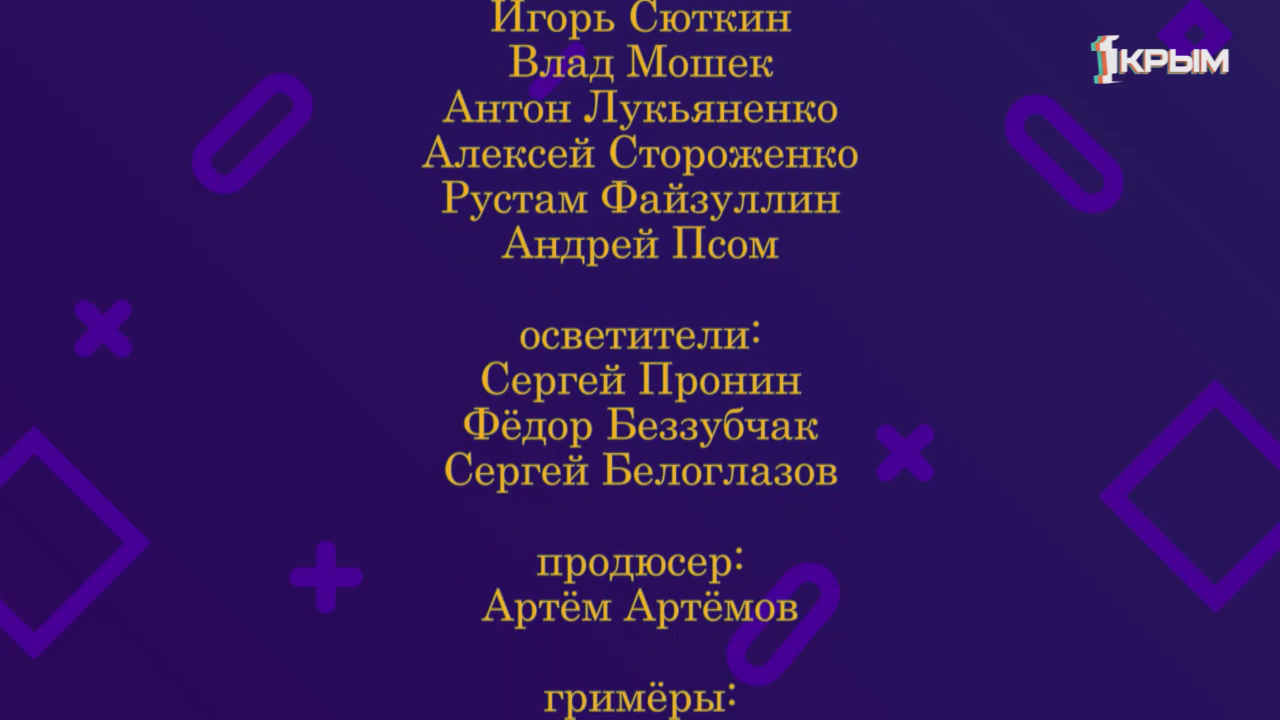 Игорь Сюткин
1КРЫМ
Влад Мошек
Антон Лукьяненко
Алексей Стороженко
Рустам Файзуллин
Андрей Псом
осветители:
Сергей Пронин
Фёдор Беззубчак
Сергей Белоглазов
продюсер:
Артём Артёмов
гримёры: